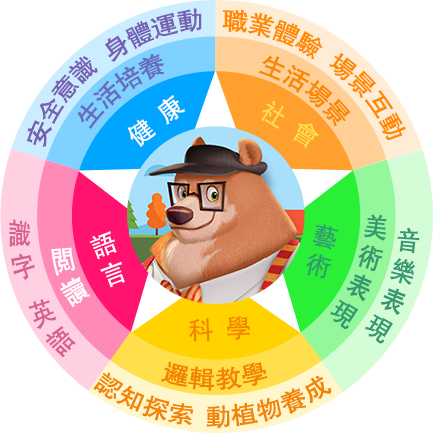 安全意識 身體運動
生活培養
健康
職業體驗 場景互動
生活場景
社會
音樂表現
美術表現
藝術
科學
邏輯教學
認知探索 動植物養成
語言
閱讀
識字 英語